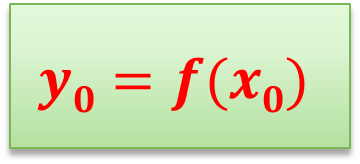 y₀ = f(x₀)